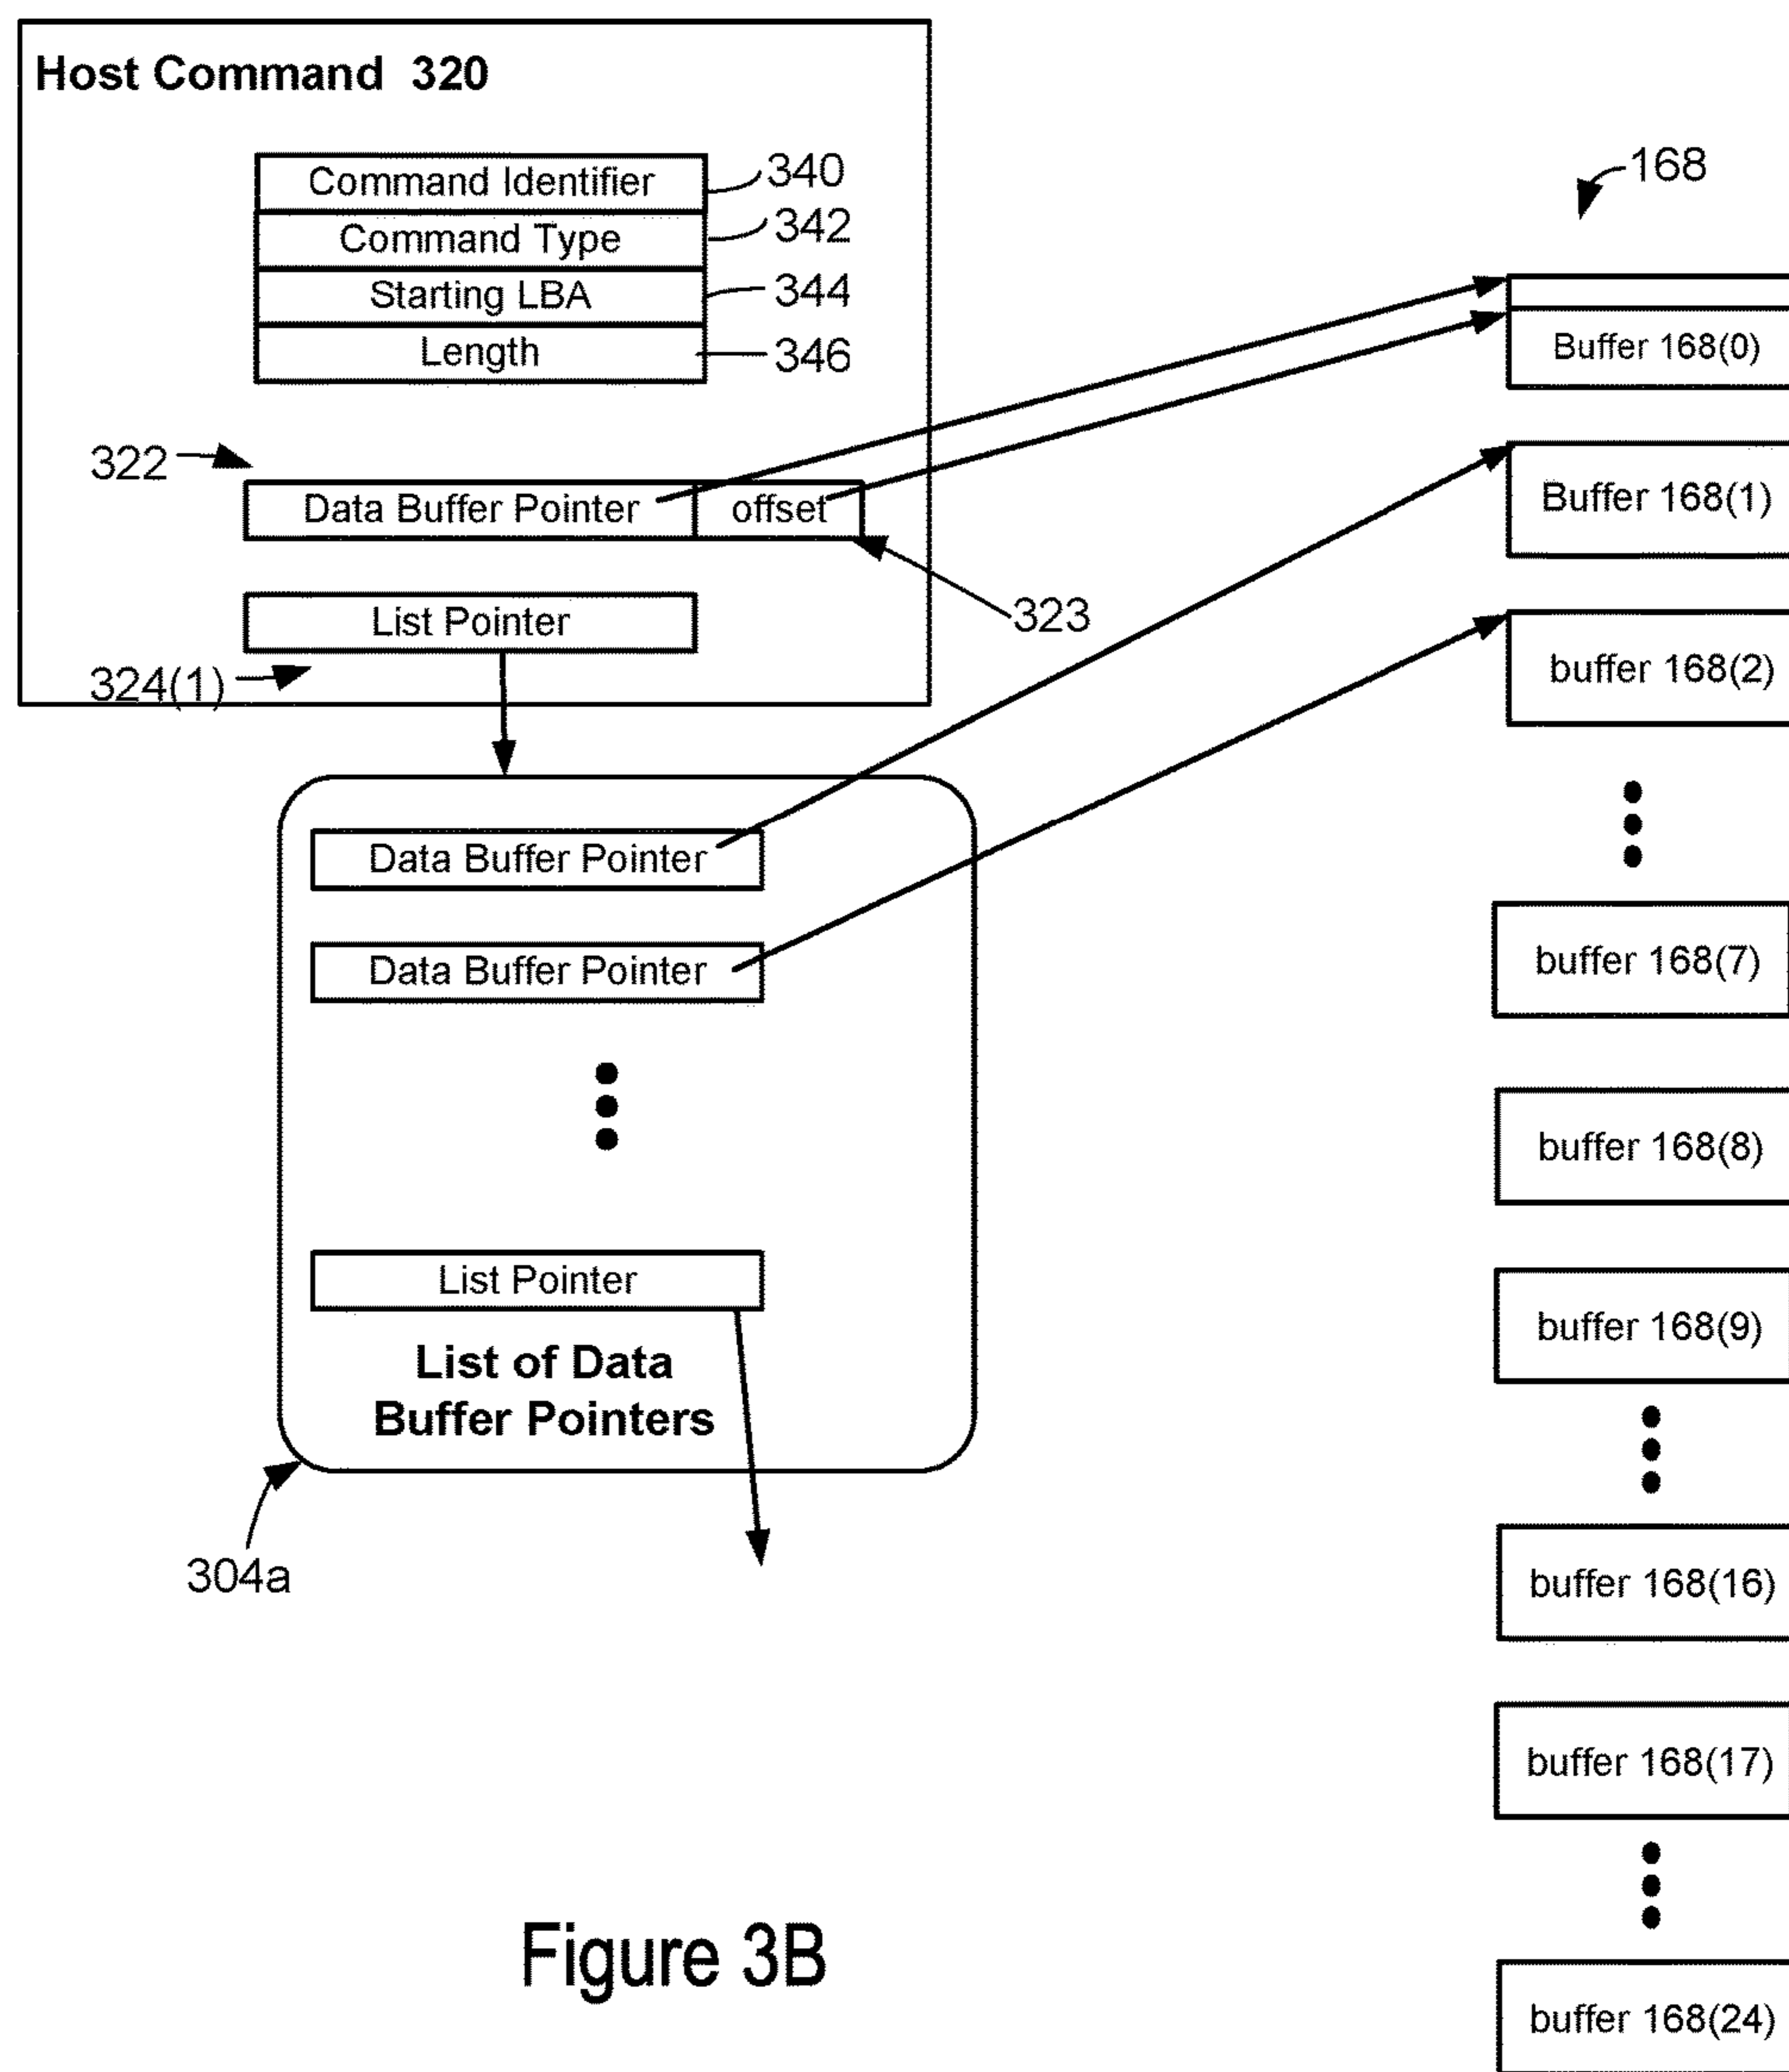 Host Command 320
Command Identifier
340
Command Type
342
Starting LBA
344
Length
346
322
Data Buffer Pointer
offset
323
List Pointer
324(1)
Data Buffer Pointer
Data Buffer Pointer
List Pointer
List of Data
Buffer Pointers
304a
168
Buffer 168(0)
Buffer 168(1)
buffer 168(2)
buffer 168(7)
buffer 168(8)
buffer 168(9)
buffer 168(16)
buffer 168(17)
buffer 168(24)
Figure 3B